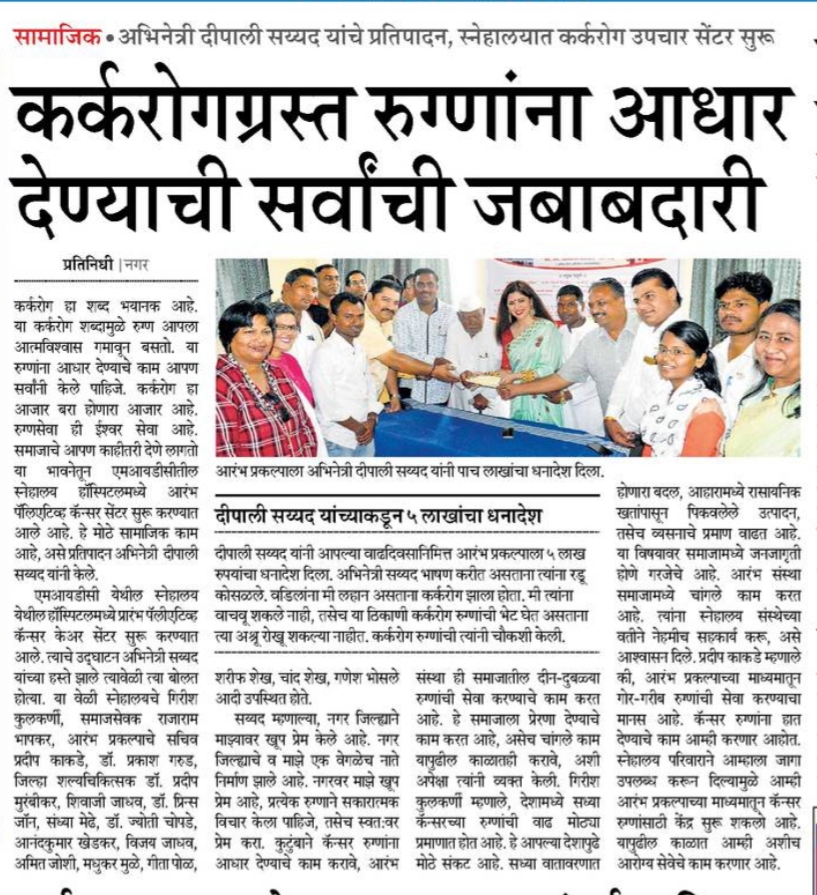 सामाजिक • अभिनेत्री दीपाली सय्यद यांचे प्रतिपादन, स्नेहालयात कर्करोग उपचार सेंटर सुरू
कर्करोगग्रस्त रुग्णांना आधार
देण्याची सर्वांची जबाबदारी
प्रतिनिधी | नगर
कर्करोग हा शब्द भयानक आहे.
या कर्करोग शब्दामुळे रुग्ण आपला
आत्मविश्वास गमावून बसतो. या
रुग्णांना आधार देण्याचे काम आपण
सर्वांनी केले पाहिजे. कर्करोग हा
आजार बरा होणारा आजार आहे.
रुग्णसेवा ही ईश्वर सेवा आहे.
समाजाचे आपण काहीतरी देणे लागतो
या भावनेतून एमआयडीसीतील
स्नेहालय हॉस्पिटलमध्ये आरंभ
पॅलिएटिव्ह कॅन्सर सेंटर सुरू करण्यात
आले आहे. हे मोठे सामाजिक काम
आहे, असे प्रतिपादन अभिनेत्री दीपाली
सय्यद यांनी केले.
एमआयडीसी येथील स्नेहालय
येथील हॉस्पिटलमध्ये प्रारंभ पॅलीएटिव्ह
कॅन्सर केअर सेंटर सुरू करण्यात
आले. त्याचे उद्घाटन अभिनेत्री सय्यद
यांच्या हस्ते झाले त्यावेळी त्या बोलत
होत्या. या वेळी स्नेहालयचे गिरीश
कुलकर्णी, समाजसेवक राजाराम
भापकर, आरंभ प्रकल्पाचे सचिव
प्रदीप काकडे, डॉ. प्रकाश गरुड,
जिल्हा शल्यचिकित्सक डॉ. प्रदीप
मुरंबीकर, शिवाजी जाधव, डॉ. प्रिन्स
जॉन, संध्या मेढे, डॉ. ज्योती चोपडे,
आनंदकुमार खेडकर, विजय जाधव,
अमित जोशी, मधुकर मुळे, गीता पोळ,
आरंभ प्रकल्पाला अभिनेत्री दीपाली सय्यद यांनी पाच लाखांचा धनादेश दिला.
दीपाली सय्यद यांच्याकडून ५ लाखांचा धनादेश
दीपाली सय्यद यांनी आपल्या वाढदिवसानिमित्त आरंभ प्रकल्पाला ५ लाख
रुपयांचा धनादेश दिला. अभिनेत्री सय्यद भाषण करीत असताना त्यांना रडू
कोसळले. वडिलांना मी लहान असताना कर्करोग झाला होता. मी त्यांना
वाचवू शकले नाही, तसेच या ठिकाणी कर्करोग रुग्णांची भेट घेत असताना
त्या अश्रू रोखू शकल्या नाहीत. कर्करोग रुग्णांची त्यांनी चौकशी केली.
शरीफ शेख, चांद शेख, गणेश भोसले
आदी उपस्थित होते.
सय्यद म्हणाल्या, नगर जिल्ह्याने
माझ्यावर खूप प्रेम केले आहे. नगर
जिल्ह्याचे व माझे एक वेगळेच नाते
निर्माण झाले आहे. नगरवर माझे खूप
प्रेम आहे, प्रत्येक रुग्णाने सकारात्मक
विचार केला पाहिजे, तसेच स्वत:वर
प्रेम करा. कुटुंबाने कॅन्सर रुग्णांना
आधार देण्याचे काम करावे, आरंभ
संस्था ही समाजातील दीन-दुबळ्या
रुग्णांची सेवा करण्याचे काम करत
आहे. हे समाजाला प्रेरणा देण्याचे
काम करत आहे, असेच चांगले काम
यापुढील काळातही करावे, अशी
अपेक्षा त्यांनी व्यक्त केली. गिरीश
कुलकर्णी म्हणाले, देशामध्ये सध्या
कॅन्सरच्या रुग्णांची वाढ मोठ्या
प्रमाणात होत आहे. हे आपल्या देशापुढे
मोठे संकट आहे. सध्या वातावरणात
होणारा बदल, आहारामध्ये रासायनिक
खतांपासून पिकवलेले उत्पादन,
तसेच व्यसनाचे प्रमाण वाढत आहे.
या विषयावर समाजामध्ये जनजागृती
होणे गरजेचे आहे. आरंभ संस्था
समाजामध्ये चांगले काम करत
आहे. त्यांना स्नेहालय संस्थेच्या
वतीने नेहमीच सहकार्य करू, असे
आश्वासन दिले. प्रदीप काकडे म्हणाले
की, आरंभ प्रकल्पाच्या माध्यमातून
गोर-गरीब रुग्णांची सेवा करण्याचा
मानस आहे. कॅन्सर रुग्णांना हात
देण्याचे काम आम्ही करणार आहोत.
स्नेहालय परिवाराने आम्हाला जागा
उपलब्ध करून दिल्यामुळे आम्ही
आरंभ प्रकल्पाच्या माध्यमातून कॅन्सर
रुग्णांसाठी केंद्र सुरू शकलो आहे.
यापुढील काळात आम्ही अशीच
आरोग्य सेवेचे काम करणार आहे.